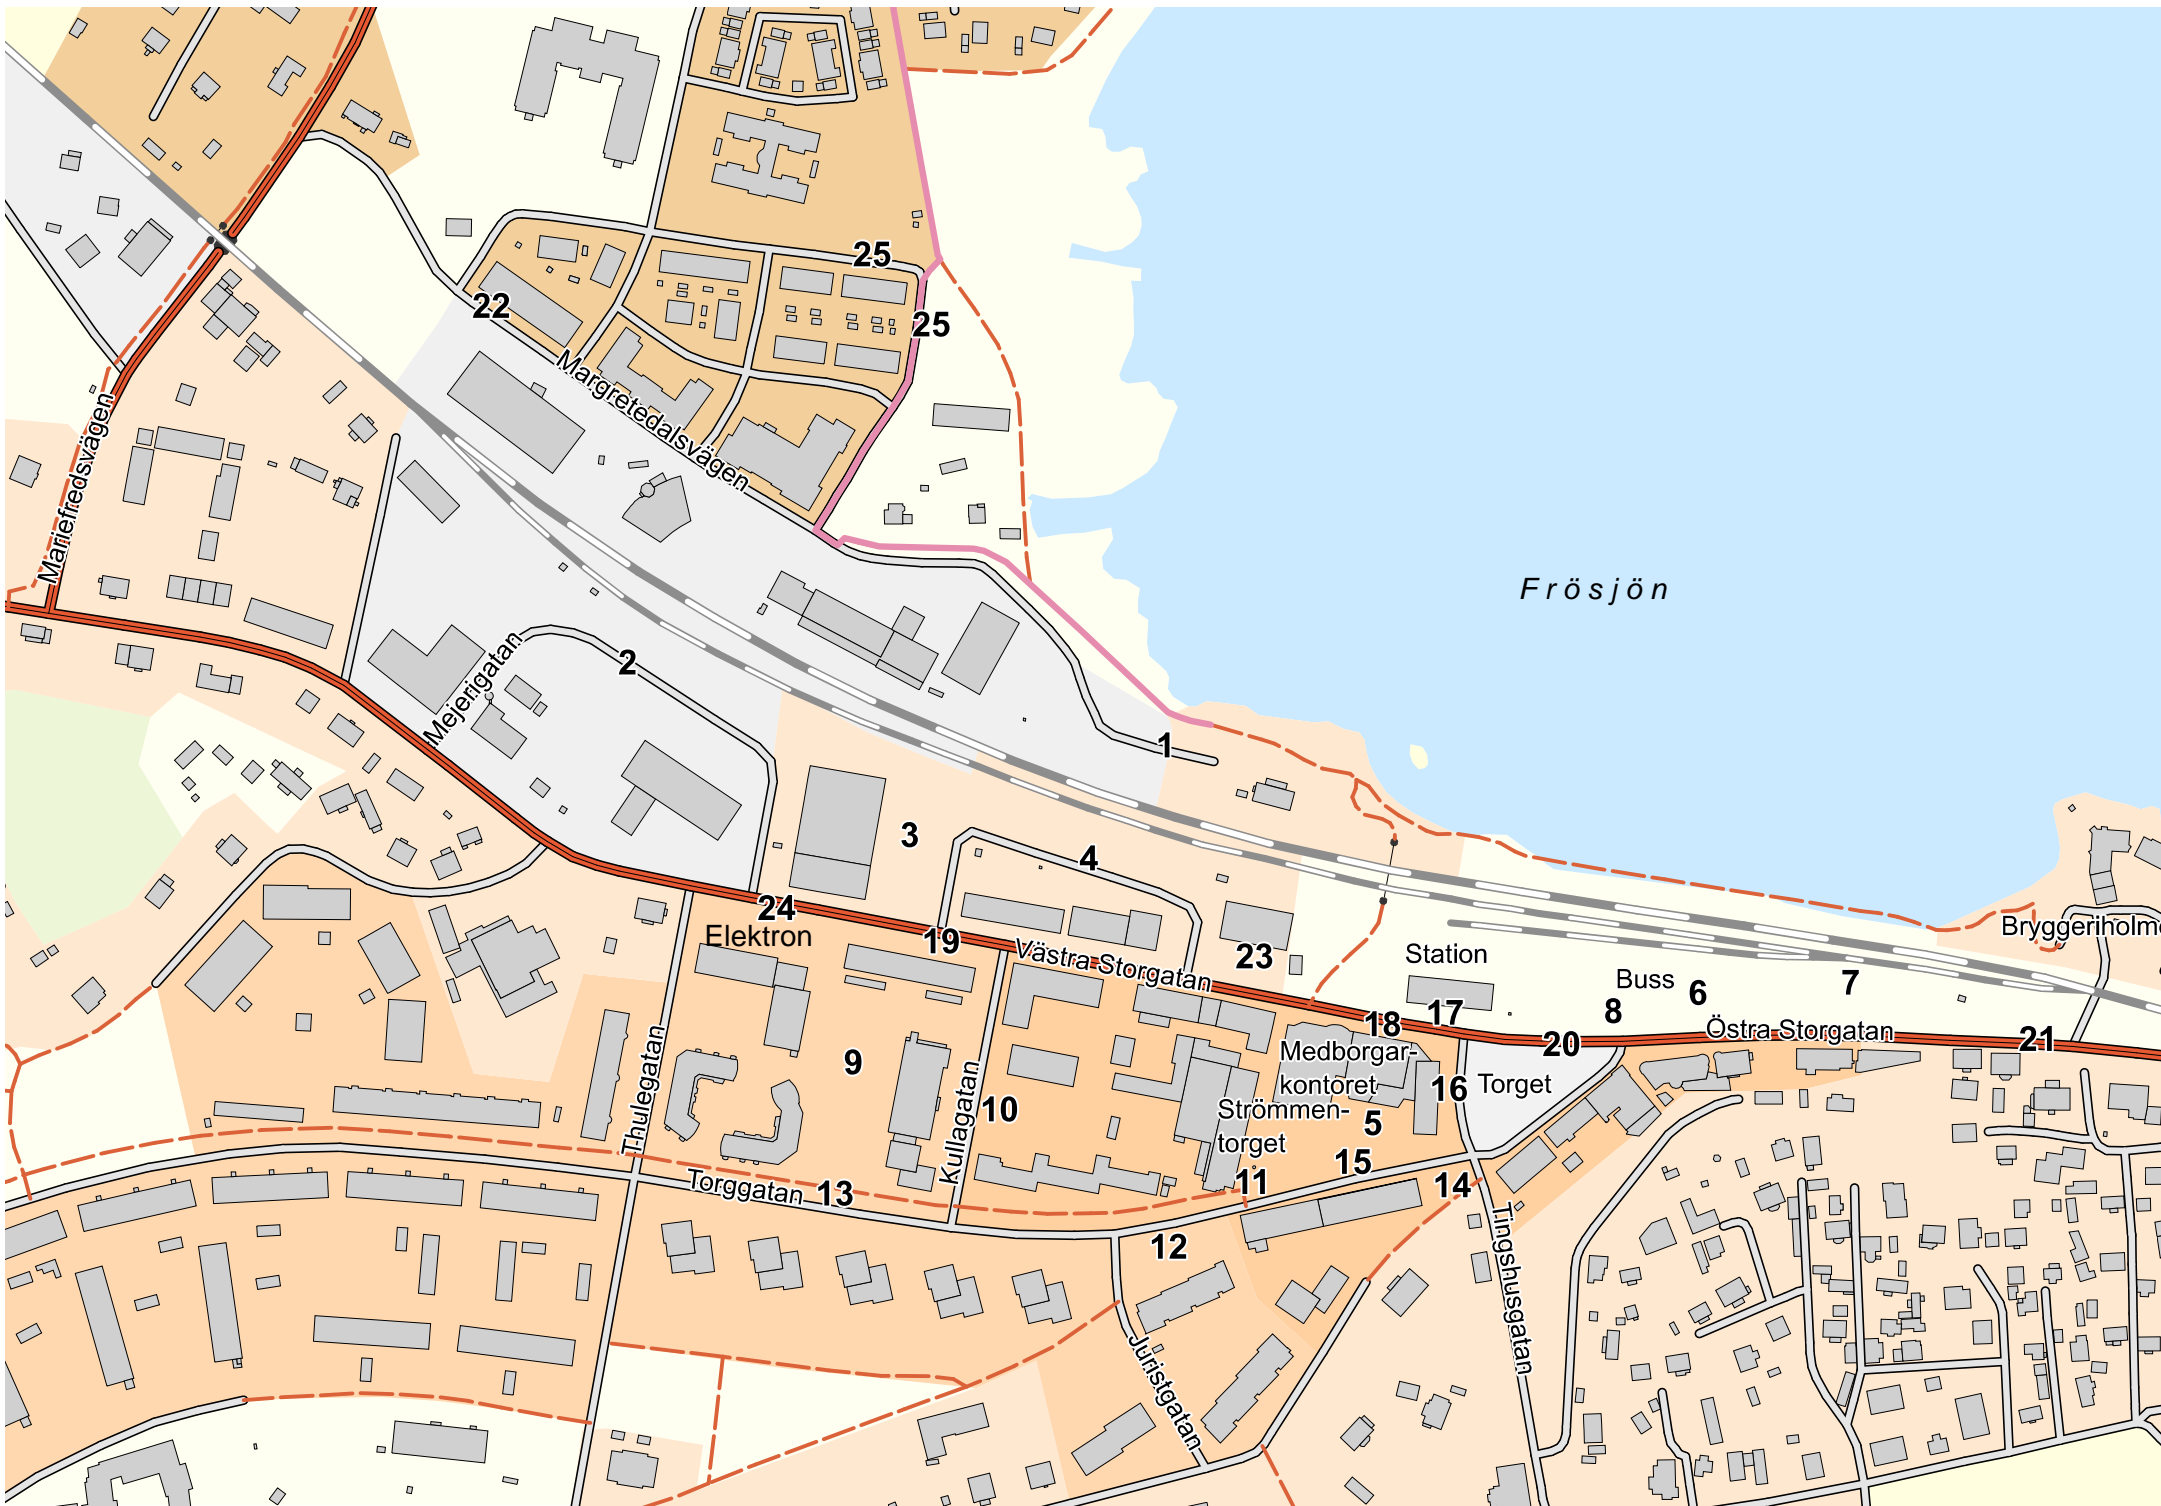 25
22
25
Margretedalsvägen
Mariefredsvägen
Frösjön
Mejerigatan
2
1
3
4
24
Elektron
19
Västra Storgatan
23
Station
Bryggeriholme
Buss
6
7
8
17
18
20
Östra Storgatan
21
Medborgar-
kontoret
Torget
16
9
10
Strömmen-
torget
5
Thulegatan
Kullagatan
15
11
14
Torggatan
13
12
Tingshusgatan
Juristgatan